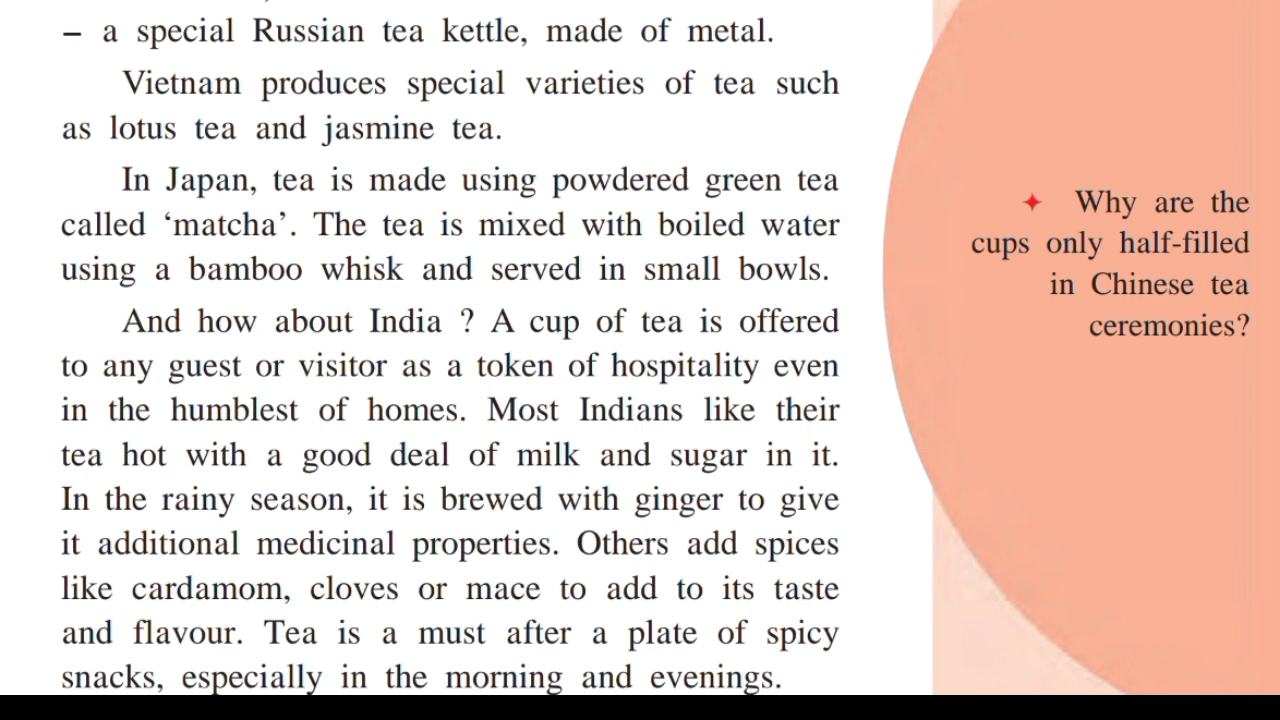 – a special Russian tea kettle, made of metal.
Vietnam produces special varieties of tea such
as lotus tea and jasmine tea.
In Japan, tea is made using powdered green tea
called ‘matcha’. The tea is mixed with boiled water
using a bamboo whisk and served in small bowls.
And how about India ? A cup of tea is offered
to any guest or visitor as a token of hospitality even
in the humblest of homes. Most Indians like their
tea hot with a good deal of milk and sugar in it.
In the rainy season, it is brewed with ginger to give
it additional medicinal properties. Others add spices
like cardamom, cloves or mace to add to its taste
and flavour. Tea is a must after a plate of spicy
snacks, especially in the morning and evenings.
✦ Why are the
cups only half-filled
in Chinese tea
ceremonies?